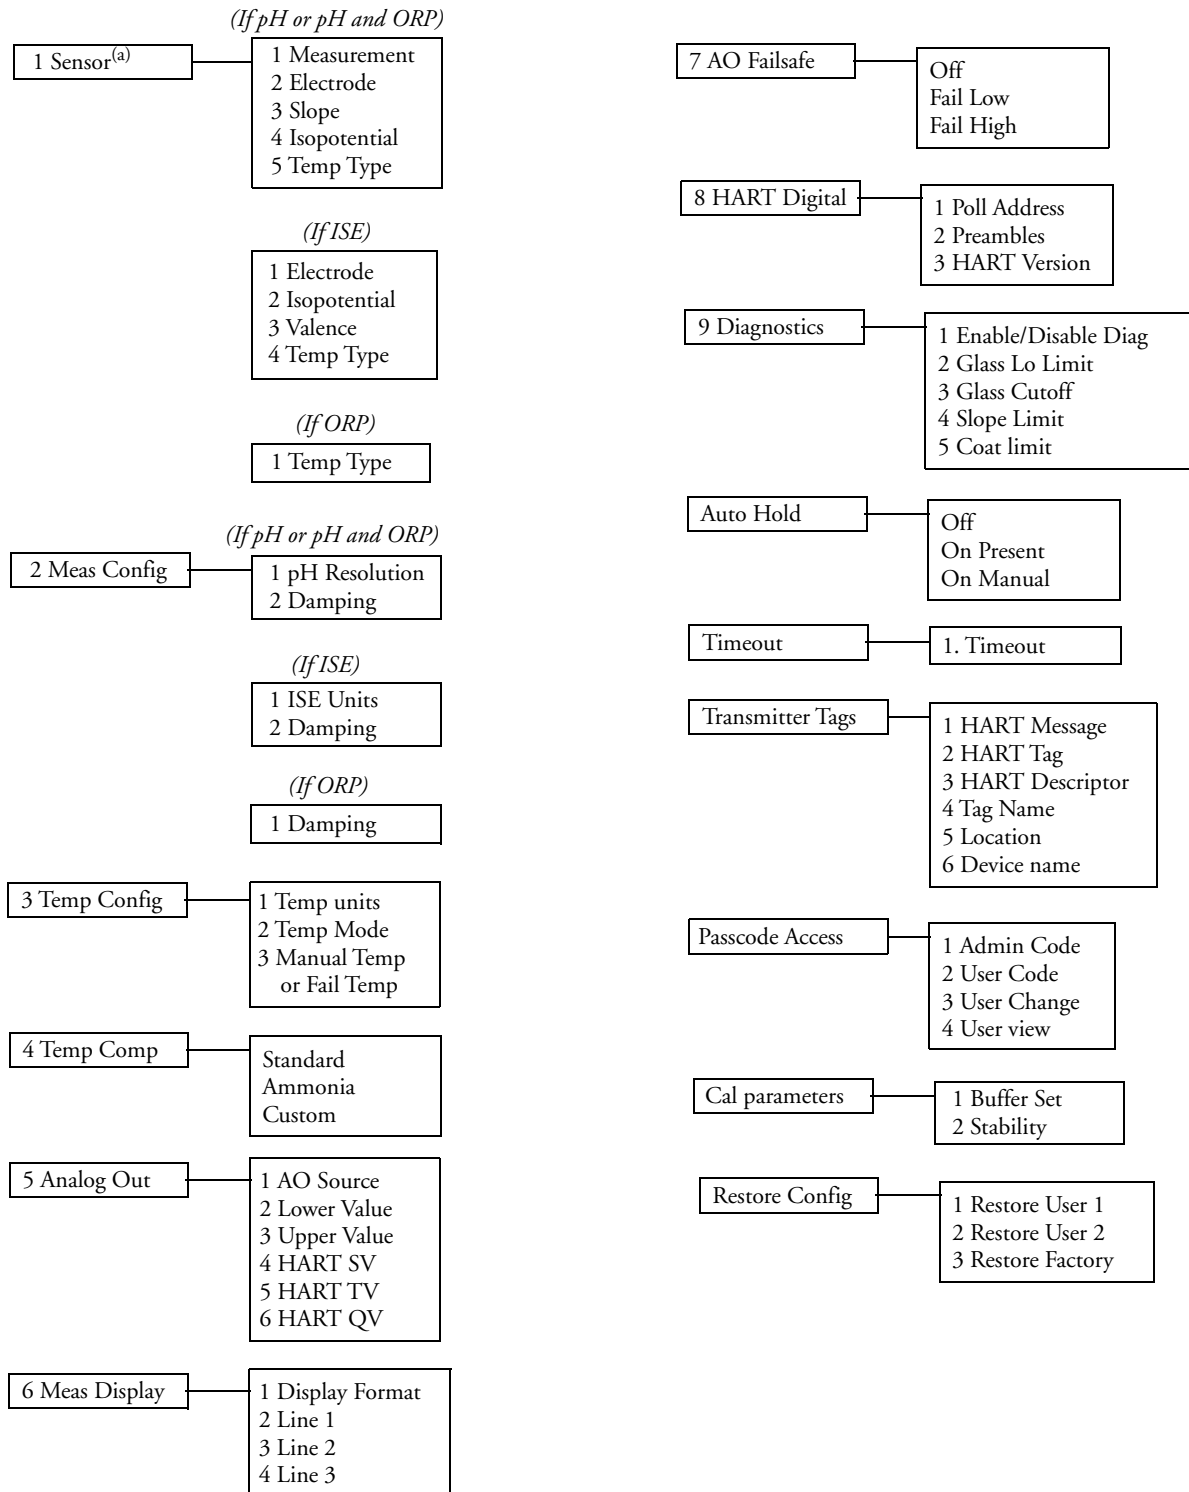 (If pH or pH and ORP)
1 Sensor(a)
1 Measurement
2 Electrode
3 Slope
4 Isopotential
5 Temp Type
(If ISE)
1 Electrode
2 Isopotential
3 Valence
4 Temp Type
(If ORP)
1 Temp Type
(If pH or pH and ORP)
2 Meas Config
1 pH Resolution
2 Damping
(If ISE)
1 ISE Units
2 Damping
(If ORP)
1 Damping
3 Temp Config
1 Temp units
2 Temp Mode
3 Manual Temp
or Fail Temp
4 Temp Comp
Standard
Ammonia
Custom
5 Analog Out
1 AO Source
2 Lower Value
3 Upper Value
4 HART SV
5 HART TV
6 HART QV
6 Meas Display
1 Display Format
2 Line 1
3 Line 2
4 Line 3
7 AO Failsafe
Off
Fail Low
Fail High
8 HART Digital
1 Poll Address
2 Preambles
3 HART Version
9 Diagnostics
1 Enable/Disable Diag
2 Glass Lo Limit
3 Glass Cutoff
4 Slope Limit
5 Coat limit
Auto Hold
Off
On Present
On Manual
Timeout
1. Timeout
Transmitter Tags
1 HART Message
2 HART Tag
3 HART Descriptor
4 Tag Name
5 Location
6 Device name
Passcode Access
1 Admin Code
2 User Code
3 User Change
4 User view
Cal parameters
1 Buffer Set
2 Stability
Restore Config
1 Restore User 1
2 Restore User 2
3 Restore Factory